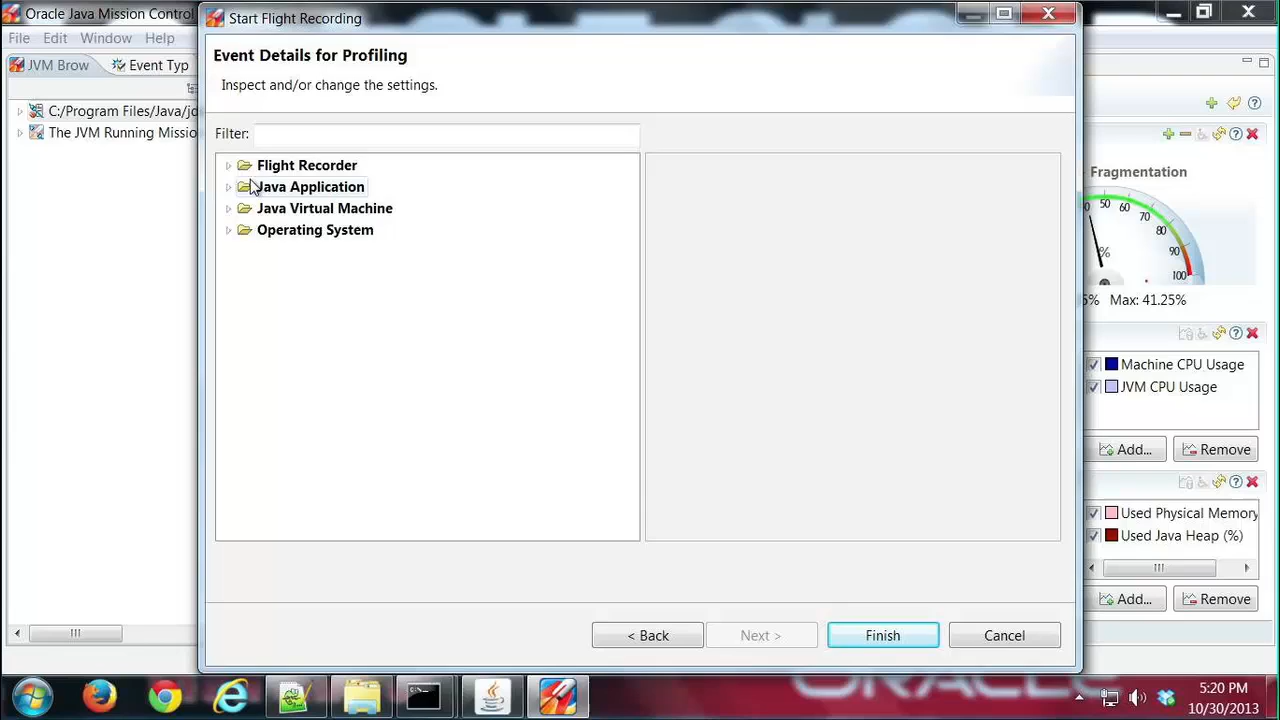 Oracle Java Mission Control
Start Flight Recording
File Edit Window Help
Event Details for Profiling
JVM Brow
Event Typ
Inspect and/or change the settings.
C:/Program Files/Java/jd
The JVM Running Missio
Filter:
Flight Recorder
Java Application
Java Virtual Machine
Operating System
Fragmentation
50 60 70 80 90 100
%
5% Max: 41.25%
Machine CPU Usage
JVM CPU Usage
Add... Remove
Used Physical Memory
Used Java Heap (%)
Add... Remove
< Back Next > Finish Cancel
5:20 PM
10/30/2013